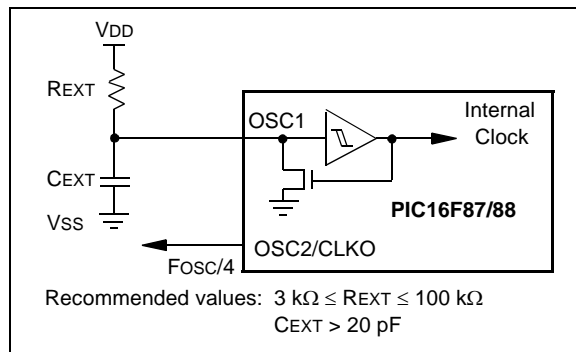 VDD
REXT
OSC1
Internal
Clock
CEXT
PIC16F87/88
VSS
OSC2/CLKO
FOSC/4
Recommended values: 3 kΩ ≤ REXT ≤ 100 kΩ
CEXT > 20 pF